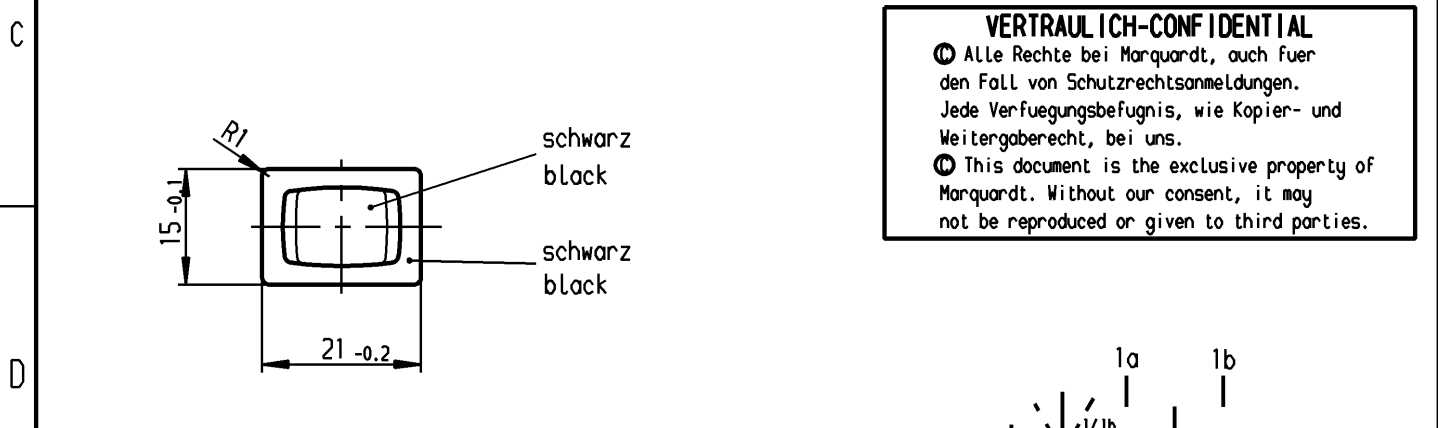 C
VERTRAULICH-CONFIDENTIAL
© Alle Rechte bei Marquardt, auch fuer
den Fall von Schutzrechtsanmeldungen.
Jede Verfuegungsbefugnis, wie Kopier- und
Weitergaberecht, bei uns.
© This document is the exclusive property of
Marquardt. Without our consent, it may
not be reproduced or given to third parties.
R1
schwarz
black
15 -0.1
schwarz
black
21 -0.2
D
1a 1b